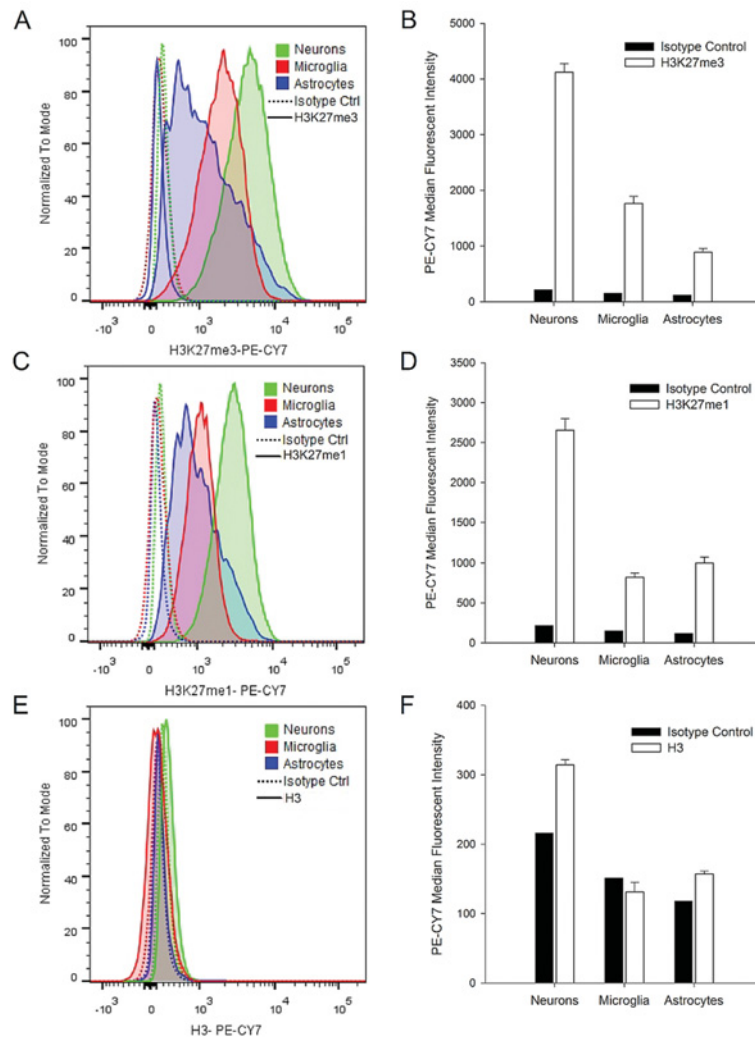 A
100
80
60
40
20
0
Normalized To Mode
Neurons
Microglia
Astrocytes
Isotype Ctrl
H3K27me3
-10³ 0 10³ 10⁴ 10⁵
H3K27me3-PE-CY7
B
5000
4000
3000
2000
1000
0
PE-CY7 Median Fluorescent Intensity
Isotype Control
H3K27me3
Neurons Microglia Astrocytes
C
100
80
60
40
20
0
Normalized To Mode
Neurons
Microglia
Astrocytes
Isotype Ctrl
H3K27me1
-10³ 0 10³ 10⁴ 10⁵
H3K27me1- PE-CY7
D
3500
3000
2500
2000
1500
1000
500
0
PE-CY7 Median Fluorescent Intensity
Isotype Control
H3K27me1
Neurons Microglia Astrocytes
E
100
80
60
40
20
0
Normalized To Mode
Neurons
Microglia
Astrocytes
Isotype Ctrl
H3
-10³ 0 10³ 10⁴ 10⁵
H3- PE-CY7
F
400
300
200
100
0
PE-CY7 Median Fluorescent Intensity
Isotype Control
H3
Neurons Microglia Astrocytes